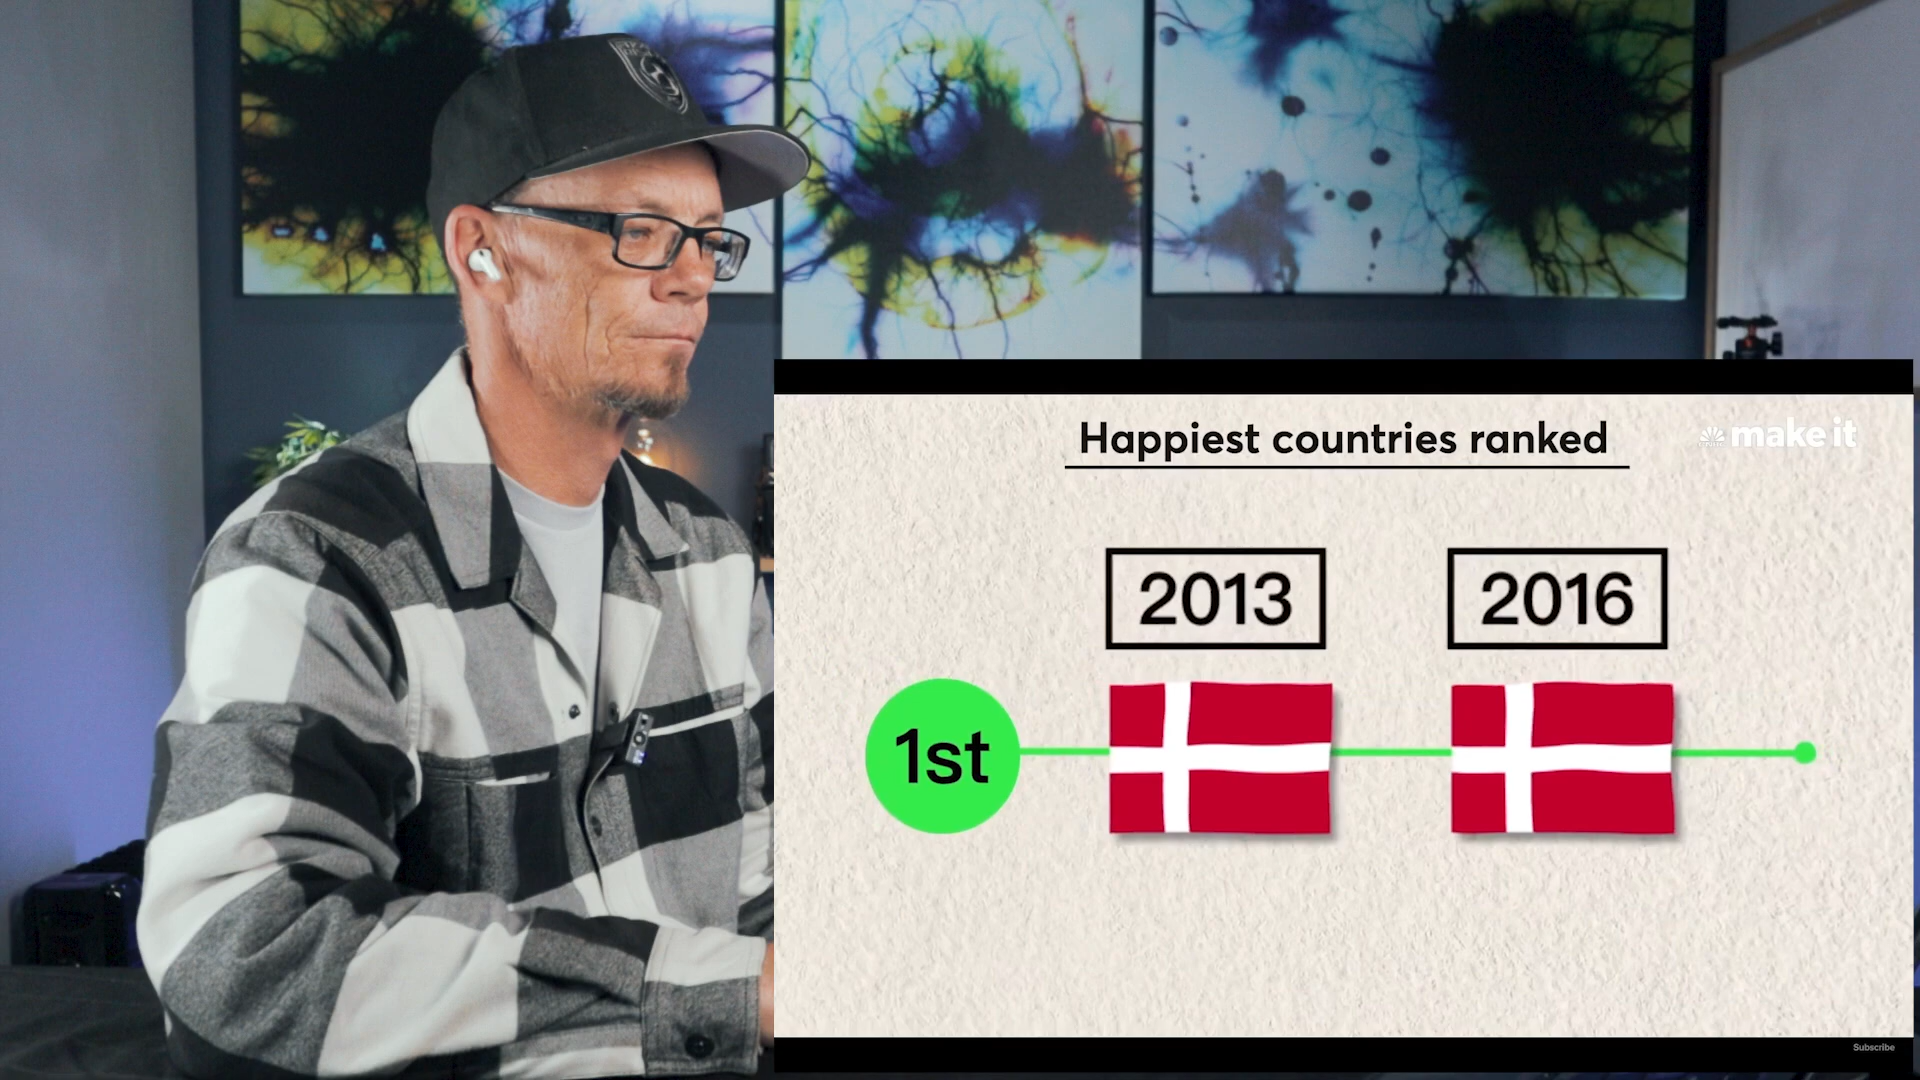 Happiest countries ranked
make it
2013
2016
1st
Subscribe